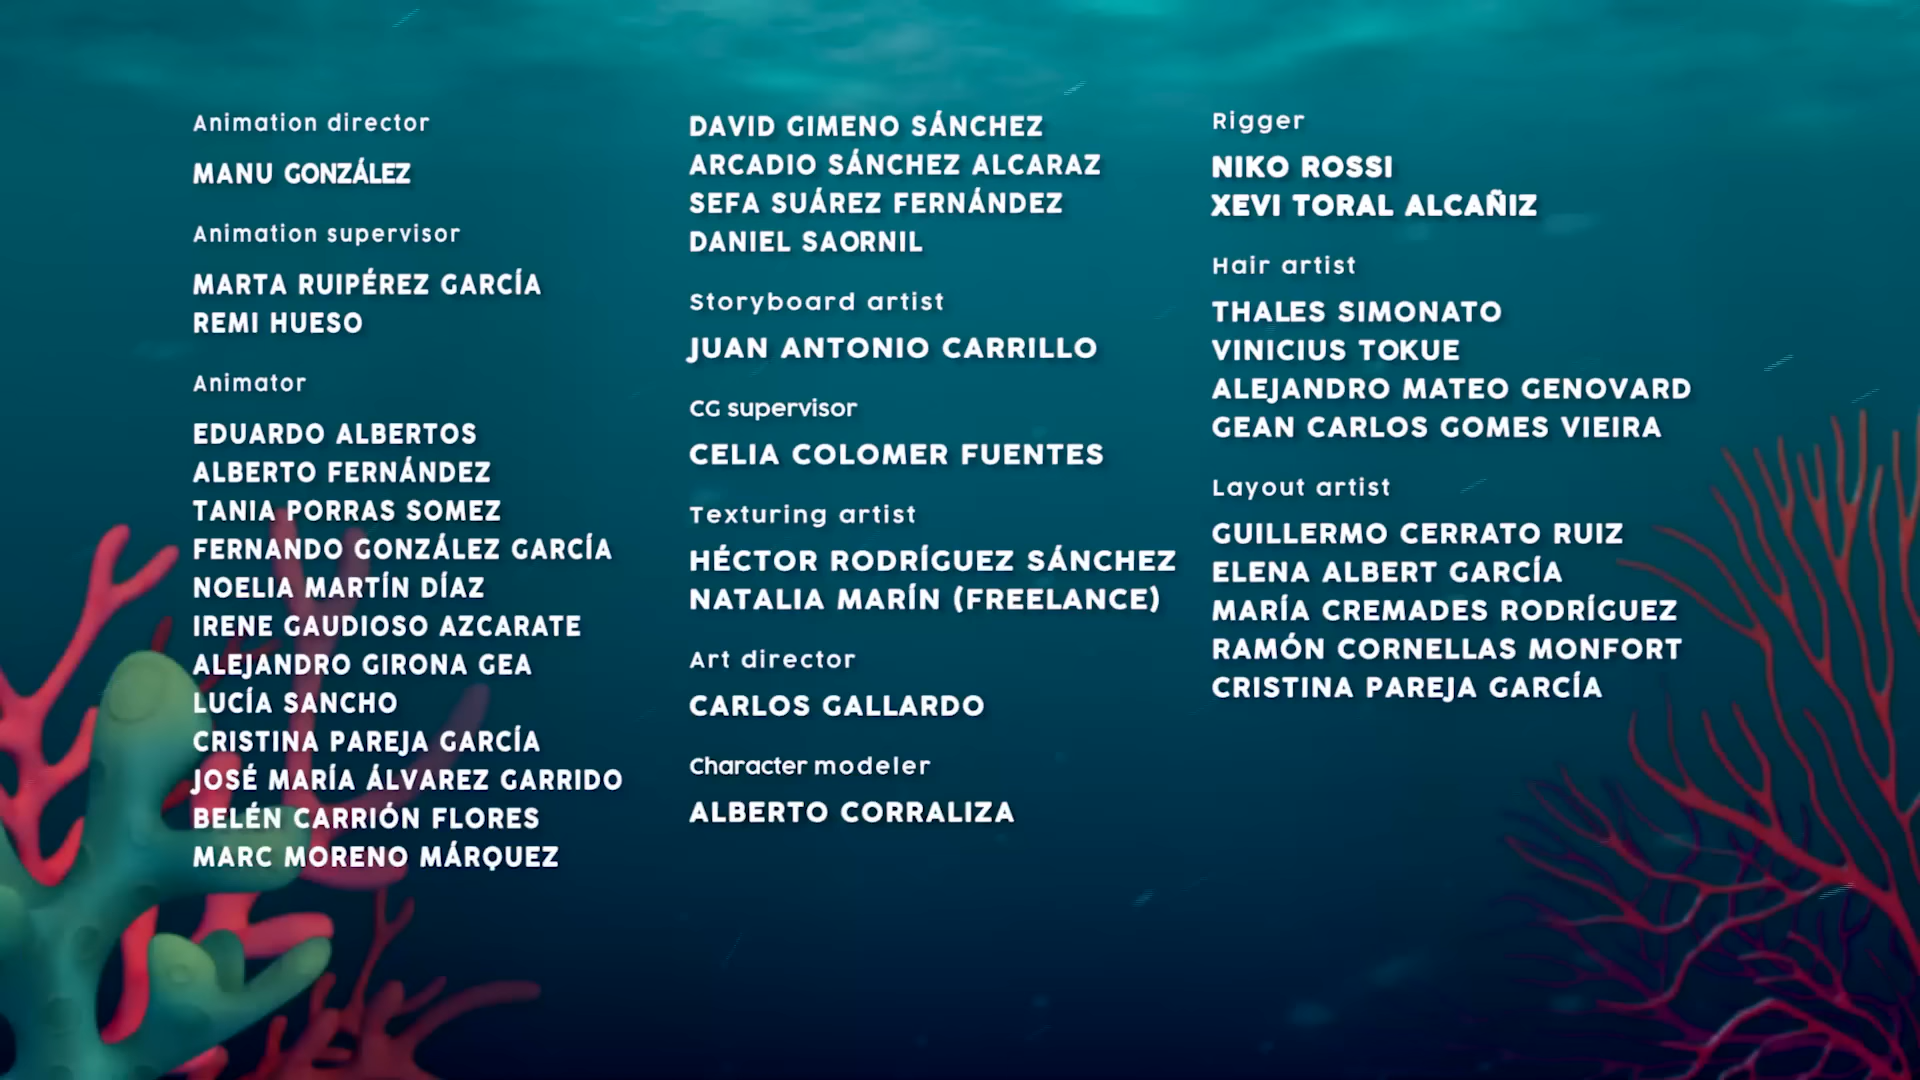 Animation director
MANU GONZÁLEZ
Animation supervisor
MARTA RUIPÉREZ GARCÍA
REMI HUESO
Animator
EDUARDO ALBERTOS
ALBERTO FERNÁNDEZ
TANIA PORRAS SOMEZ
FERNANDO GONZÁLEZ GARCÍA
NOELIA MARTÍN DÍAZ
IRENE GAUDIOSO AZCARATE
ALEJANDRO GIRONA GEA
LUCÍA SANCHO
CRISTINA PAREJA GARCÍA
JOSÉ MARÍA ÁLVAREZ GARRIDO
BELÉN CARRIÓN FLORES
MARC MORENO MÁRQUEZ
DAVID GIMENO SÁNCHEZ
ARCADIO SÁNCHEZ ALCARAZ
SEFA SUÁREZ FERNÁNDEZ
DANIEL SAORNIL
Storyboard artist
JUAN ANTONIO CARRILLO
CG supervisor
CELIA COLOMER FUENTES
Texturing artist
HÉCTOR RODRÍGUEZ SÁNCHEZ
NATALIA MARÍN (FREELANCE)
Art director
CARLOS GALLARDO
Character modeler
ALBERTO CORRALIZA
Rigger
NIKO ROSSI
XEVI TORAL ALCAÑIZ
Hair artist
THALES SIMONATO
VINICIUS TOKUE
ALEJANDRO MATEO GENOVARD
GEAN CARLOS GOMES VIEIRA
Layout artist
GUILLERMO CERRATO RUIZ
ELENA ALBERT GARCÍA
MARÍA CREMADES RODRÍGUEZ
RAMÓN CORNELLAS MONFORT
CRISTINA PAREJA GARCÍA